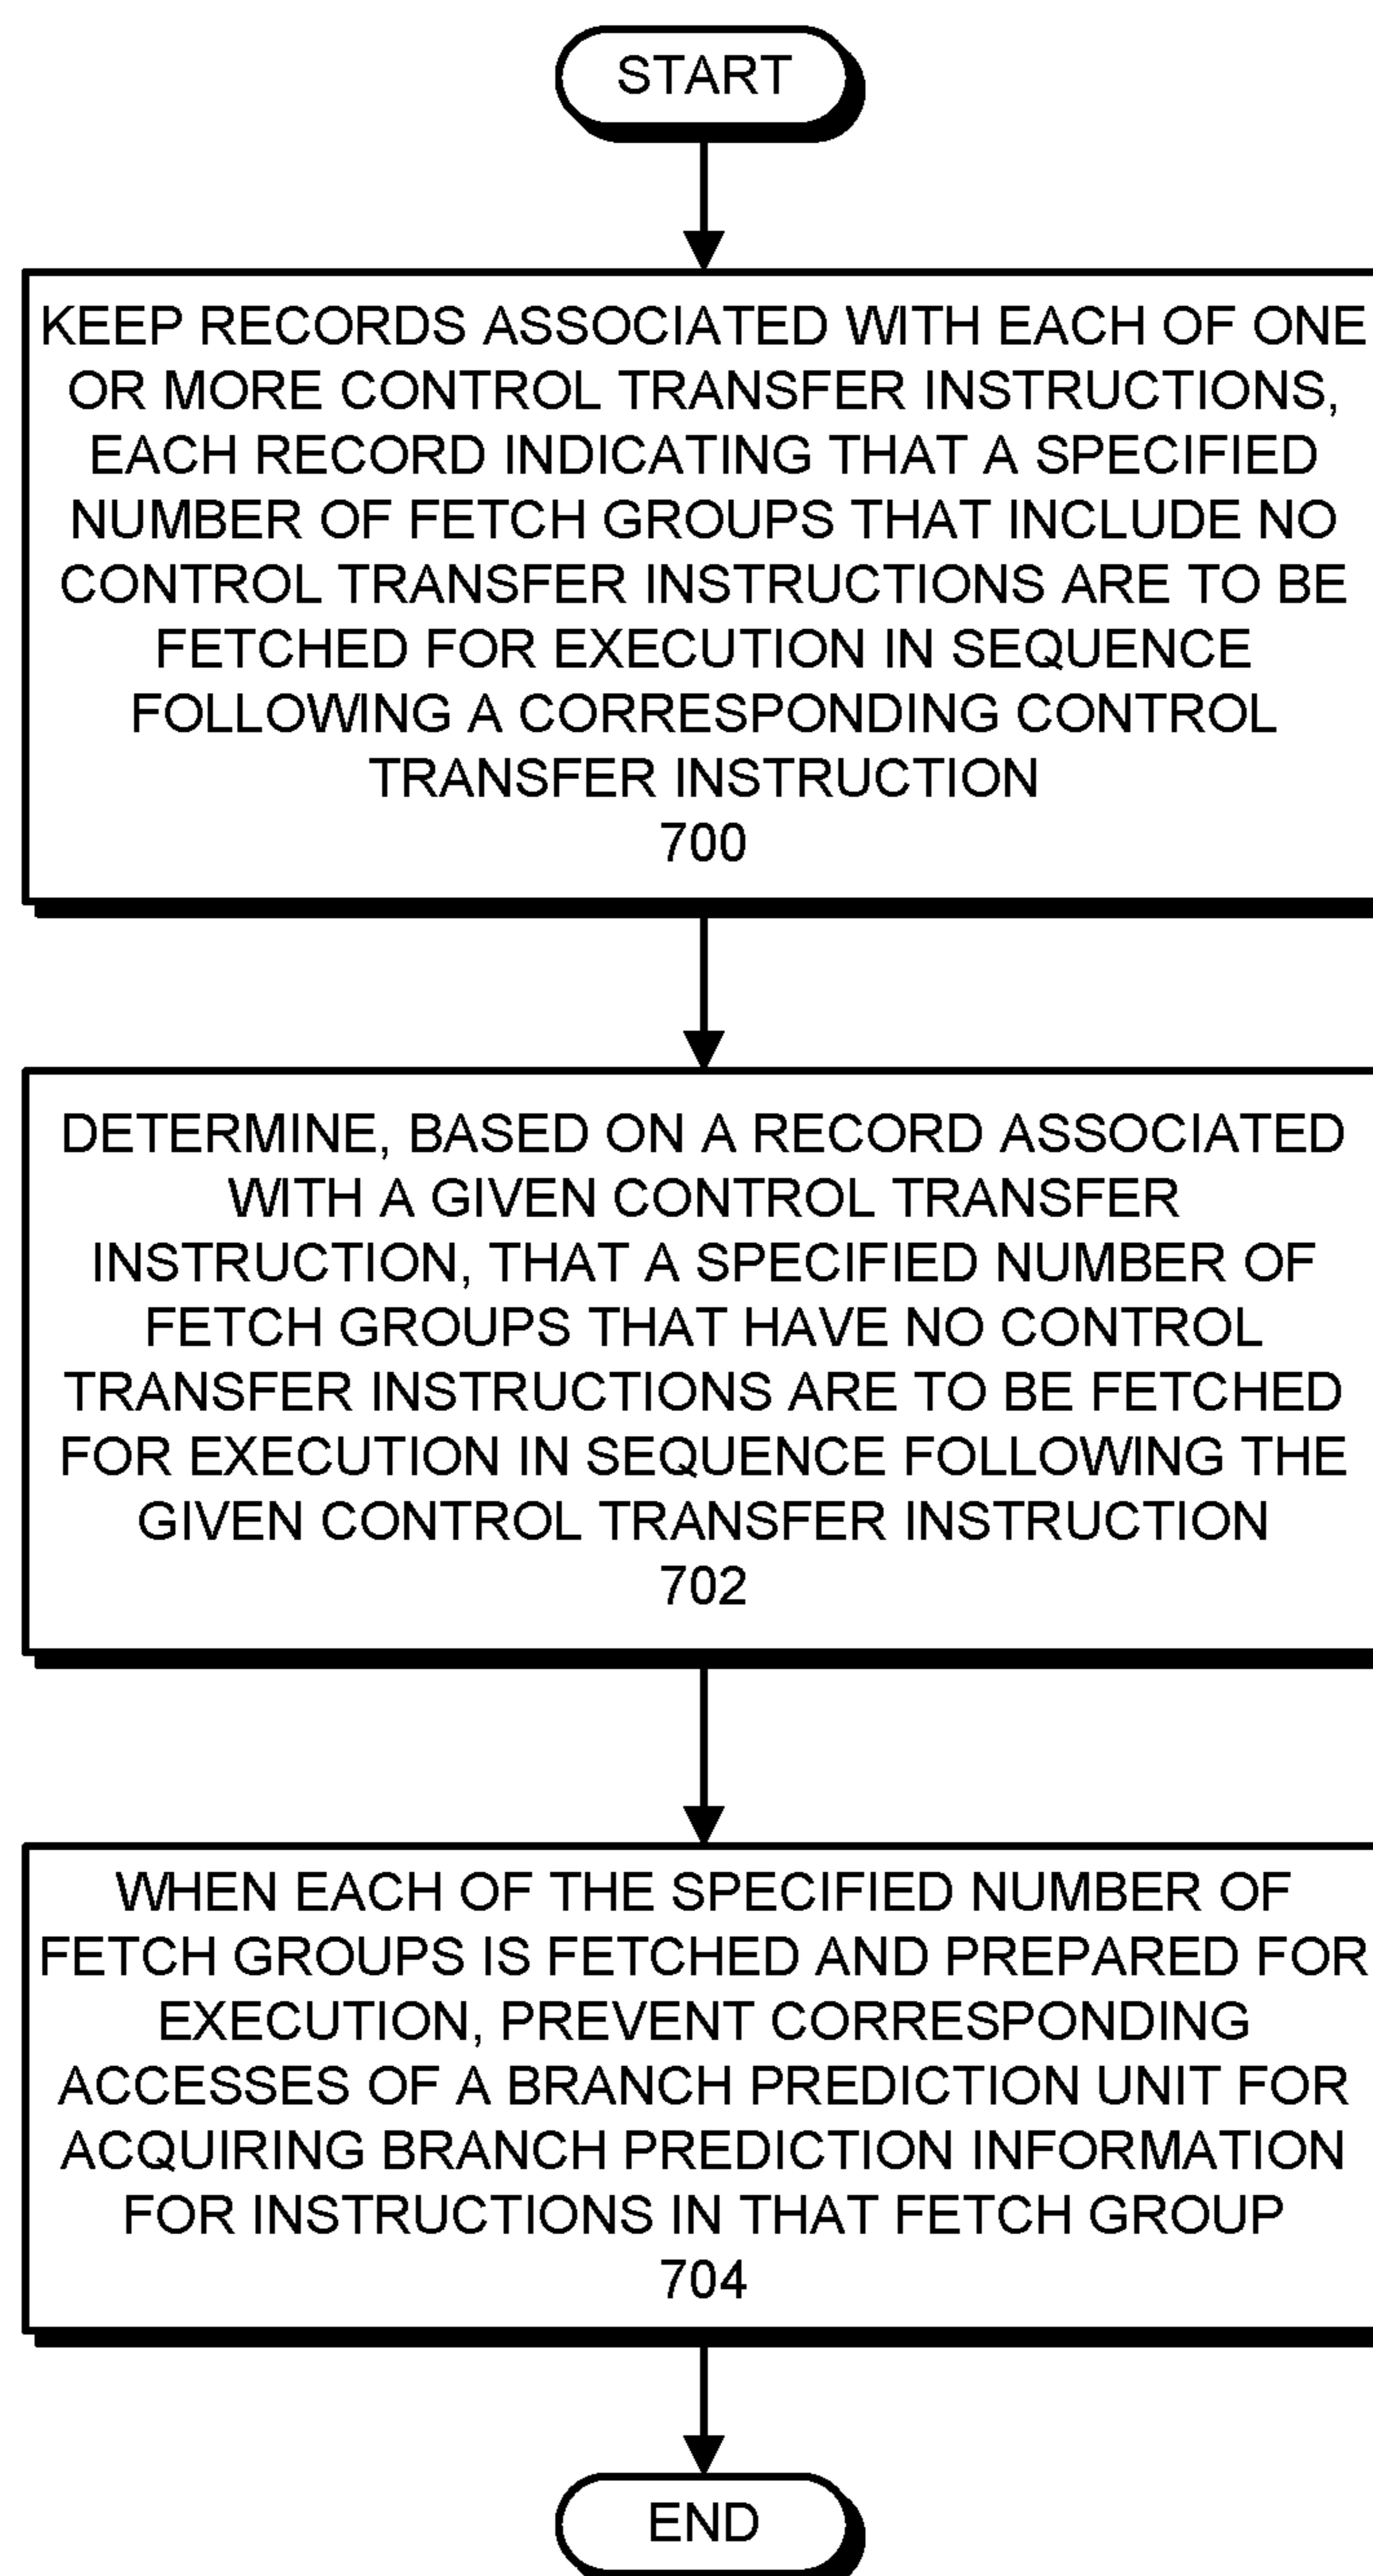 START
KEEP RECORDS ASSOCIATED WITH EACH OF ONE
OR MORE CONTROL TRANSFER INSTRUCTIONS,
EACH RECORD INDICATING THAT A SPECIFIED
NUMBER OF FETCH GROUPS THAT INCLUDE NO
CONTROL TRANSFER INSTRUCTIONS ARE TO BE
FETCHED FOR EXECUTION IN SEQUENCE
FOLLOWING A CORRESPONDING CONTROL
TRANSFER INSTRUCTION
700
DETERMINE, BASED ON A RECORD ASSOCIATED
WITH A GIVEN CONTROL TRANSFER
INSTRUCTION, THAT A SPECIFIED NUMBER OF
FETCH GROUPS THAT HAVE NO CONTROL
TRANSFER INSTRUCTIONS ARE TO BE FETCHED
FOR EXECUTION IN SEQUENCE FOLLOWING THE
GIVEN CONTROL TRANSFER INSTRUCTION
702
WHEN EACH OF THE SPECIFIED NUMBER OF
FETCH GROUPS IS FETCHED AND PREPARED FOR
EXECUTION, PREVENT CORRESPONDING
ACCESSES OF A BRANCH PREDICTION UNIT FOR
ACQUIRING BRANCH PREDICTION INFORMATION
FOR INSTRUCTIONS IN THAT FETCH GROUP
704
END